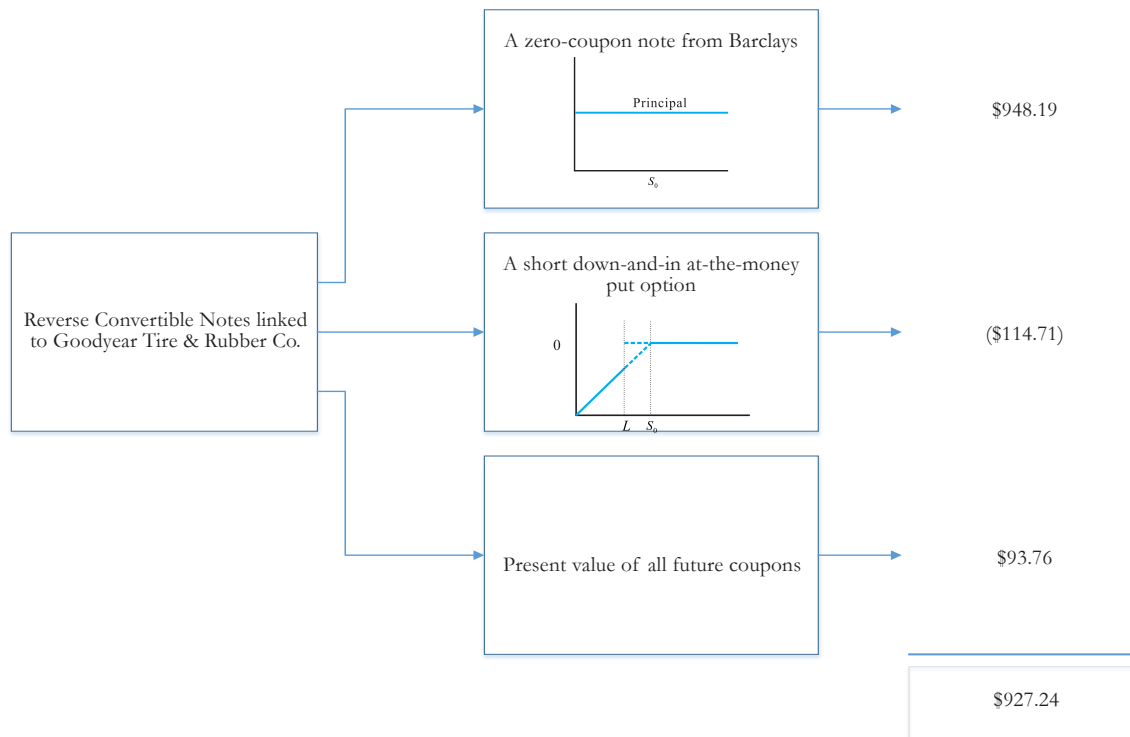 A zero-coupon note from Barclays
Principal
S₀
$948.19
Reverse Convertible Notes linked
to Goodyear Tire & Rubber Co.
A short down-and-in at-the-money
put option
0
L S₀
($114.71)
Present value of all future coupons
$93.76
$927.24